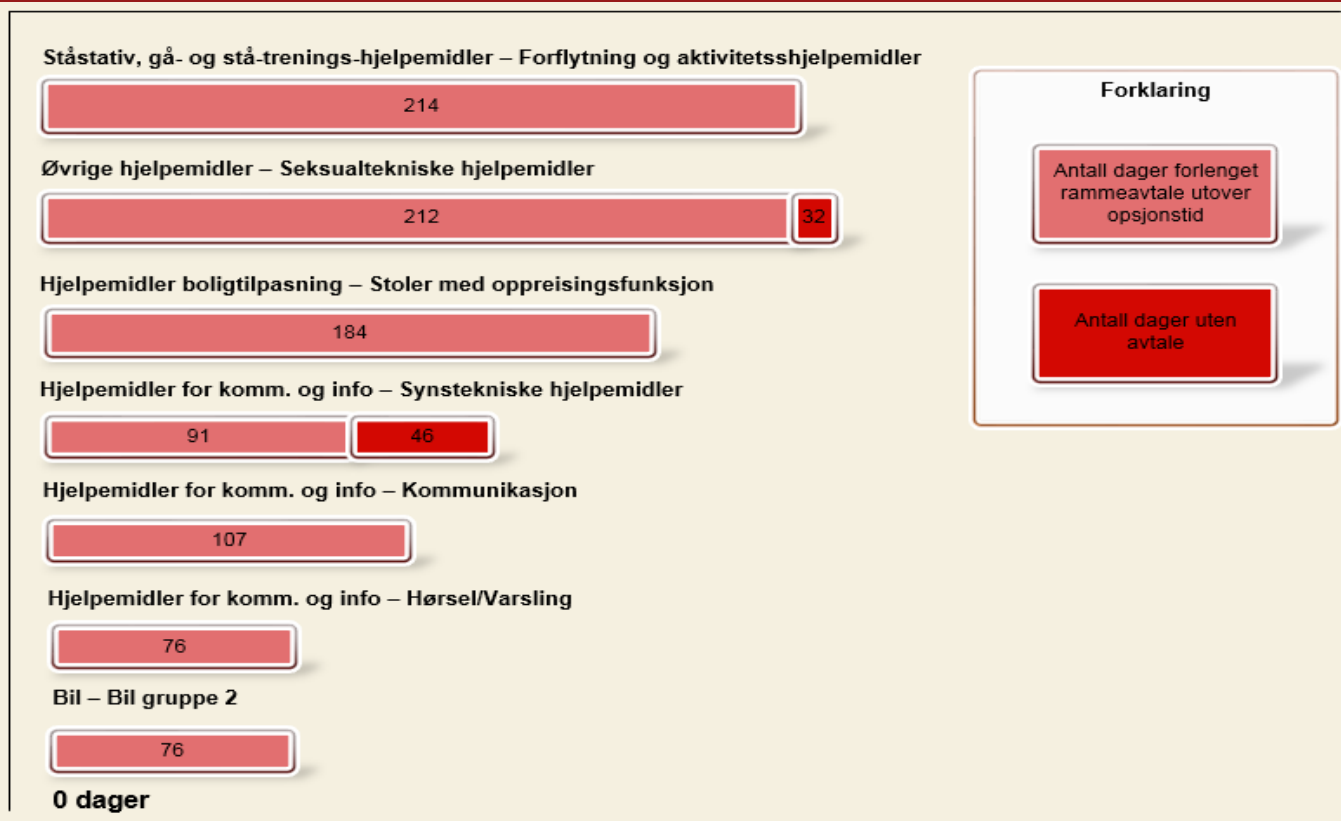 Ståstativ, gå- og stå-trenings-hjelpemidler – Forflytning og aktivitetsshjelpemidler
214
Øvrige hjelpemidler – Seksualtekniske hjelpemidler
212
32
Hjelpemidler boligtilpasning – Stoler med oppreisingsfunksjon
184
Hjelpemidler for komm. og info – Synstekniske hjelpemidler
91
46
Hjelpemidler for komm. og info – Kommunikasjon
107
Hjelpemidler for komm. og info – Hørsel/Varsling
76
Bil – Bil gruppe 2
76
0 dager
Forklaring
Antall dager forlenget
rammeavtale utover
opsjonstid
Antall dager uten
avtale